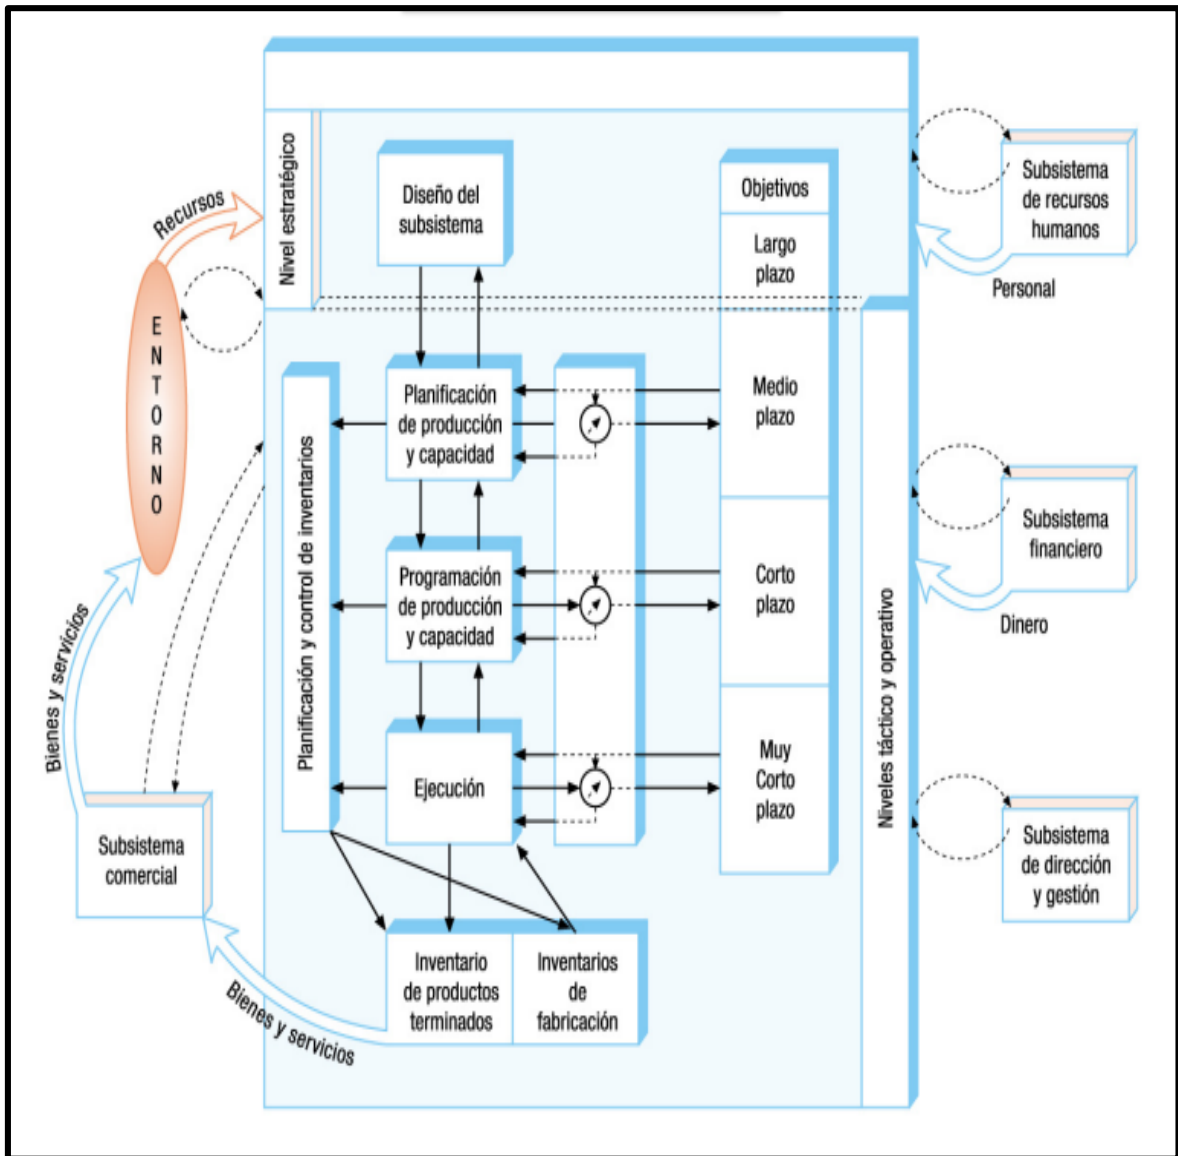 Nivel estratégico
Diseño del
subsistema
Objetivos
Largo
plazo
Subsistema
de recursos
humanos
Personal
Recursos
ENTORNO
Planificación y control de inventarios
Planificación
de producción
y capacidad
Medio
plazo
Subsistema
financiero
Dinero
Programación
de producción
y capacidad
Corto
plazo
Niveles táctico y operativo
Bienes y servicios
Ejecución
Muy
Corto
plazo
Subsistema
comercial
Subsistema
de dirección
y gestión
Inventario
de productos
terminados
Inventarios
de
fabricación
Bienes y servicios